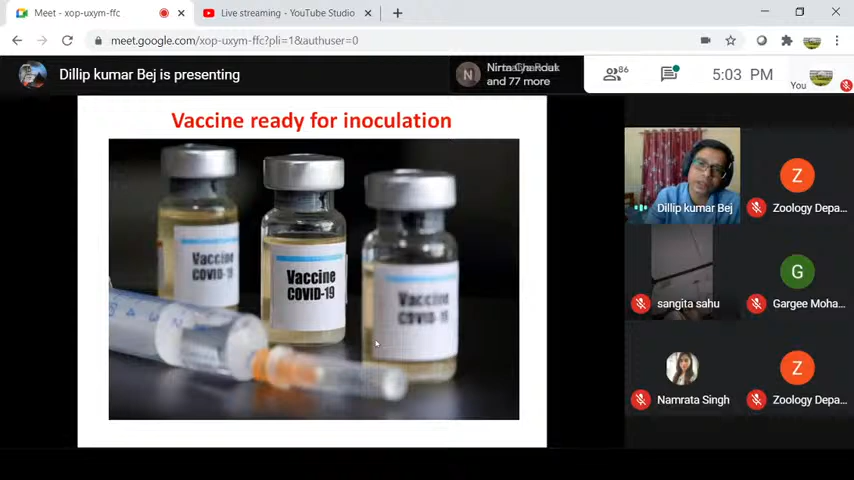 Meet - xop-uxym-ffc
Live streaming - YouTube Studio
meet.google.com/xop-uxym-ffc?pli=1&authuser=0
Dillip kumar Bej is presenting
N
and 77 more
86
5:03 PM
You
Vaccine ready for inoculation
Vaccine
COVID-19
Vaccine
COVID-19
Vaccine
COVID-19
Dillip kumar Bej
Z
Zoology Depa...
sangita sahu
G
Gargee Moha...
Namrata Singh
Z
Zoology Depa...